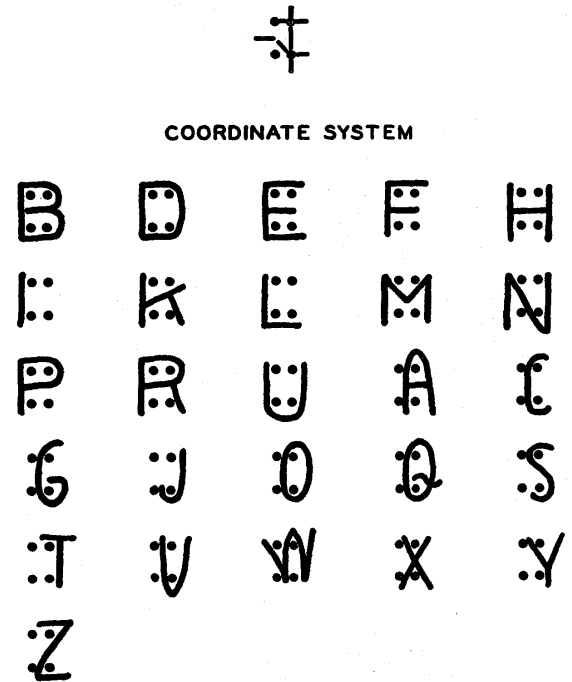 COORDINATE SYSTEM
B D E F H
I K L M N
P R U A C
G J O Q S
T V W X Y
Z